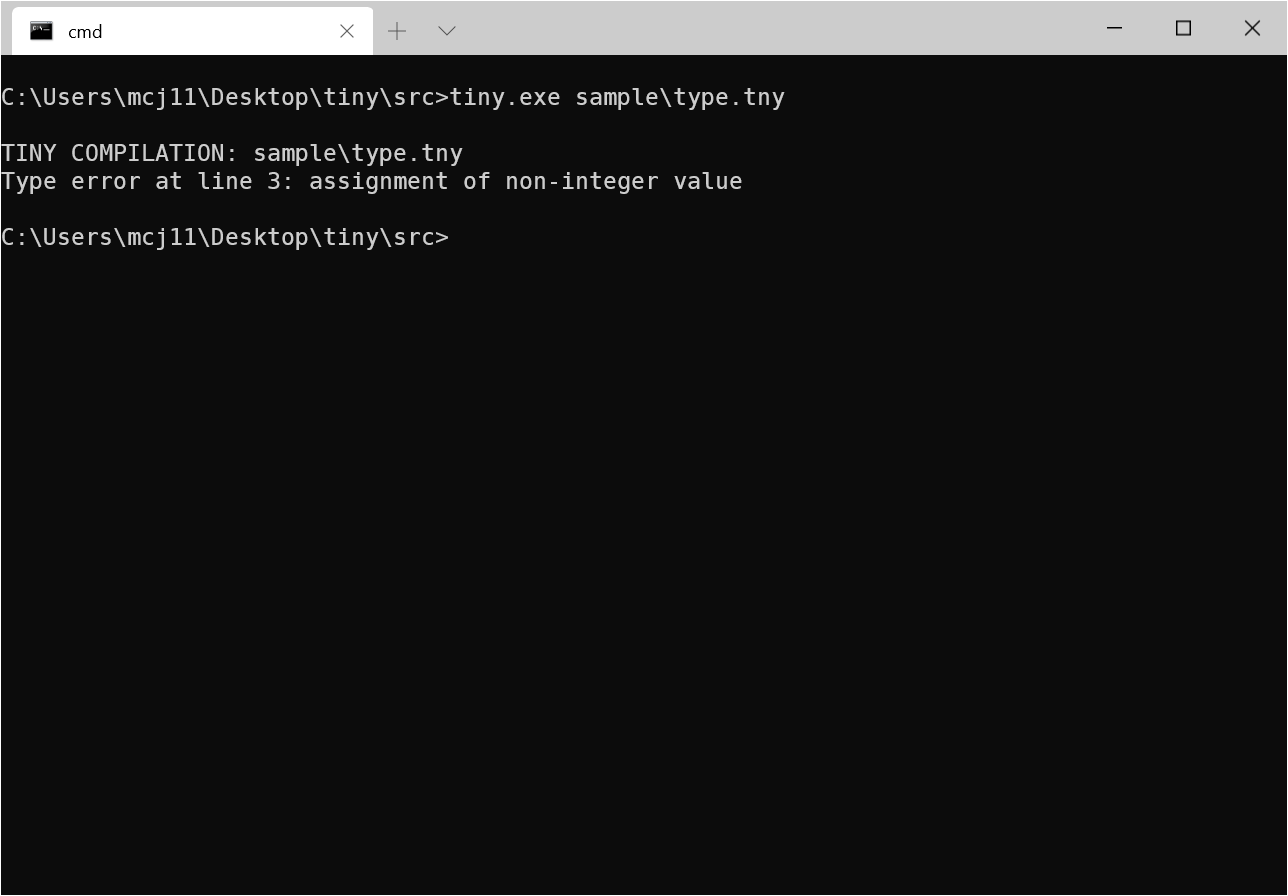 cmd
C:\Users\mcj11\Desktop\tiny\src>tiny.exe sample\type.tny
TINY COMPILATION: sample\type.tny
Type error at line 3: assignment of non-integer value
C:\Users\mcj11\Desktop\tiny\src>